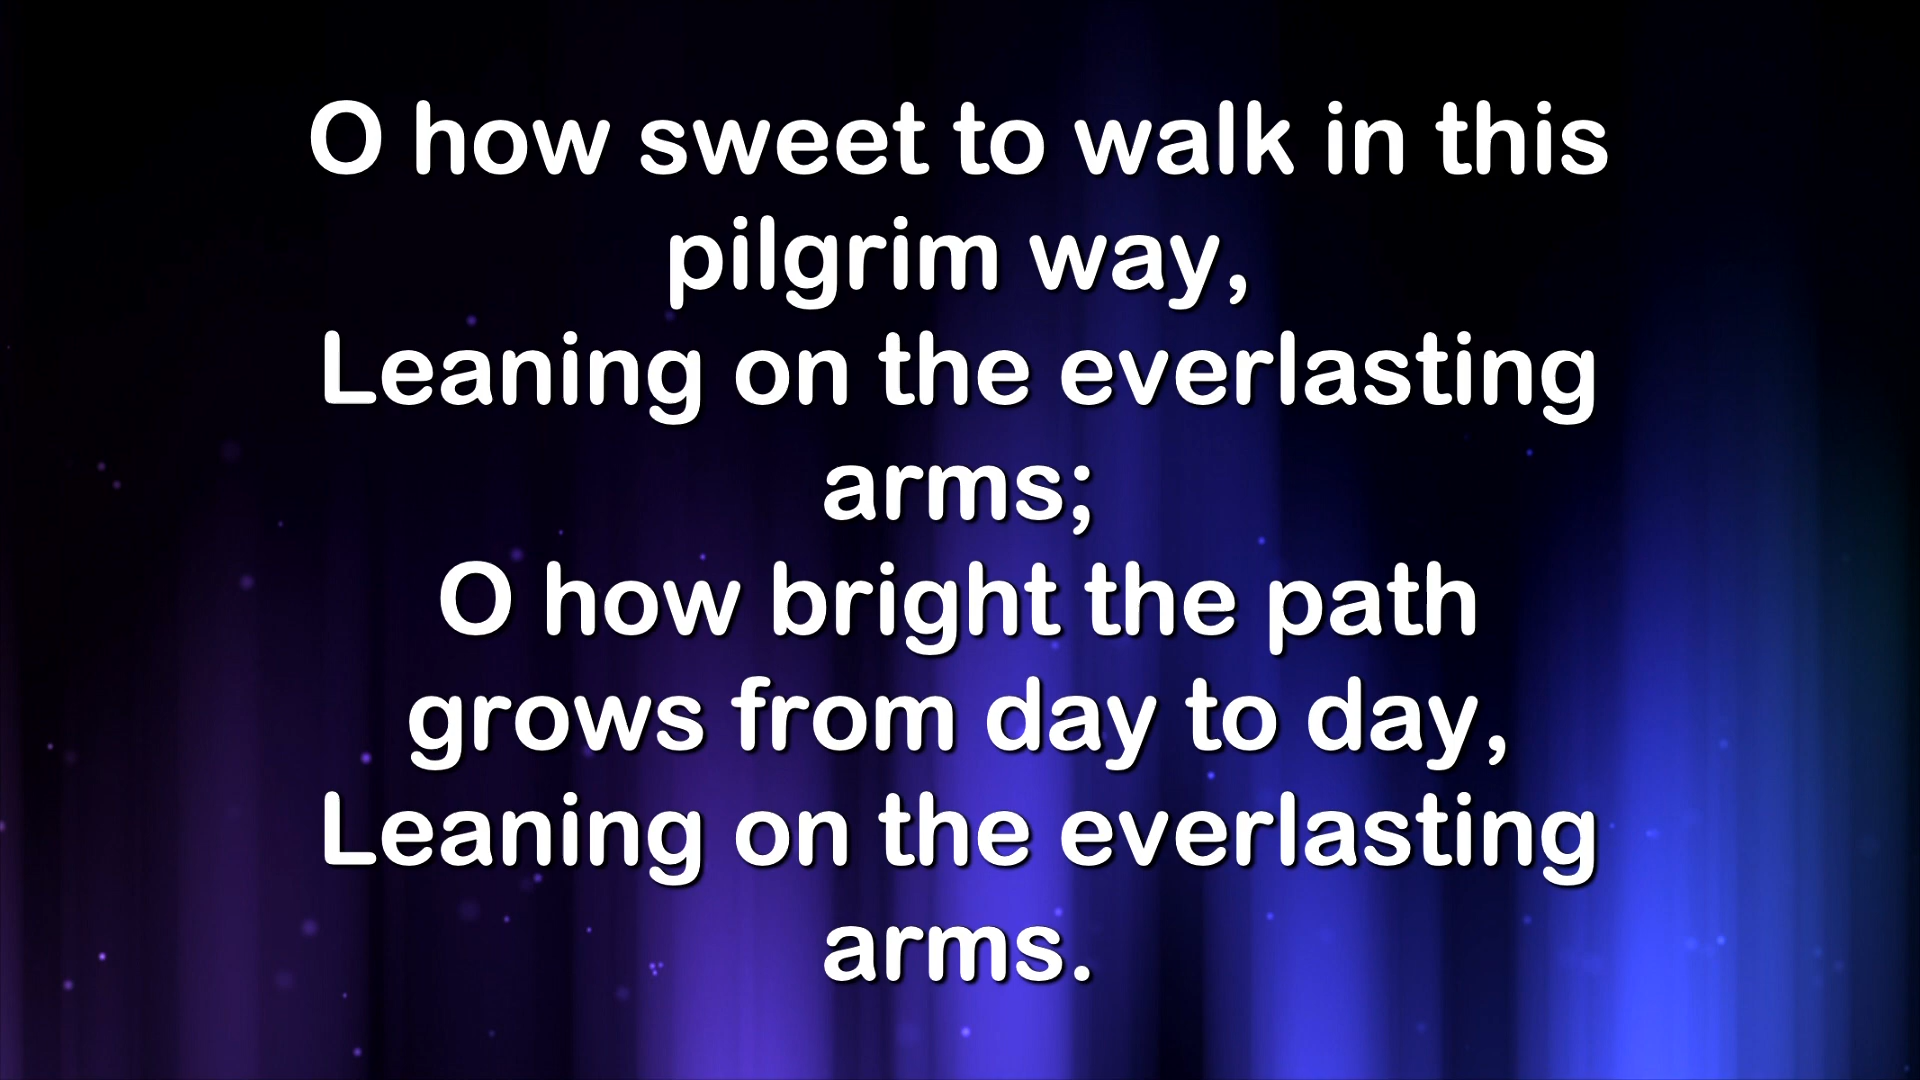 O how sweet to walk in this
pilgrim way,
Leaning on the everlasting
arms;
O how bright the path
grows from day to day,
Leaning on the everlasting
arms.